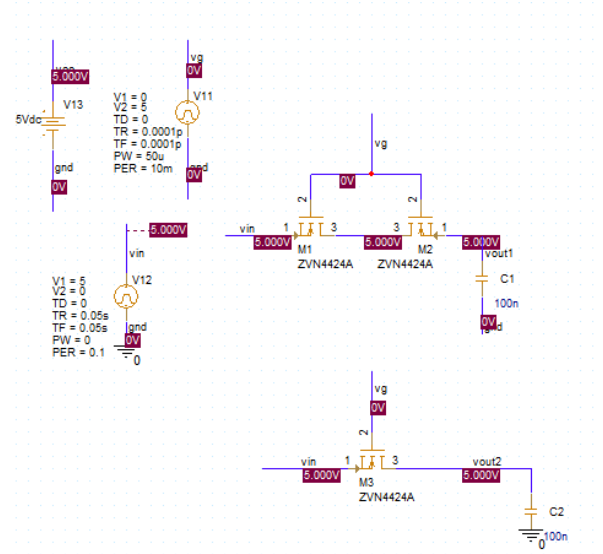 5.000V
V13
5Vdc
gnd
0V
vg
0V
V11
V1 = 0
V2 = 5
TD = 0
TR = 0.0001p
TF = 0.0001p
PW = 50u
PER = 10m
0V
5.000V
vin
V12
V1 = 5
V2 = 0
TD = 0
TR = 0.05s
TF = 0.05s
PW = 0
PER = 0.1
gnd
0V
0
vg
0V
2
2
vin
1
3
3
1
5.000V
5.000V
5.000V
M1
M2
vout1
ZVN4424A
ZVN4424A
C1
100n
0V
vg
0V
2
vin
1
3
vout2
5.000V
5.000V
M3
ZVN4424A
C2
0
100n